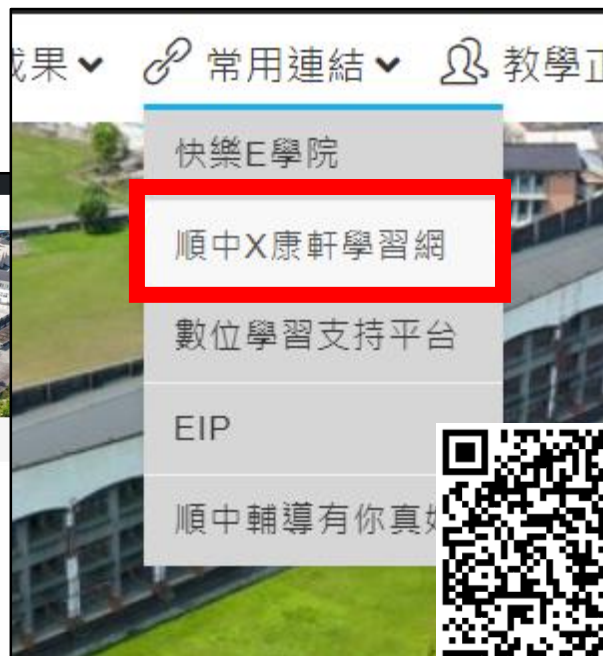 果 常用連結 教學正
快樂E學院
順中X康軒學習網
數位學習支持平台
EIP
順中輔導有你真